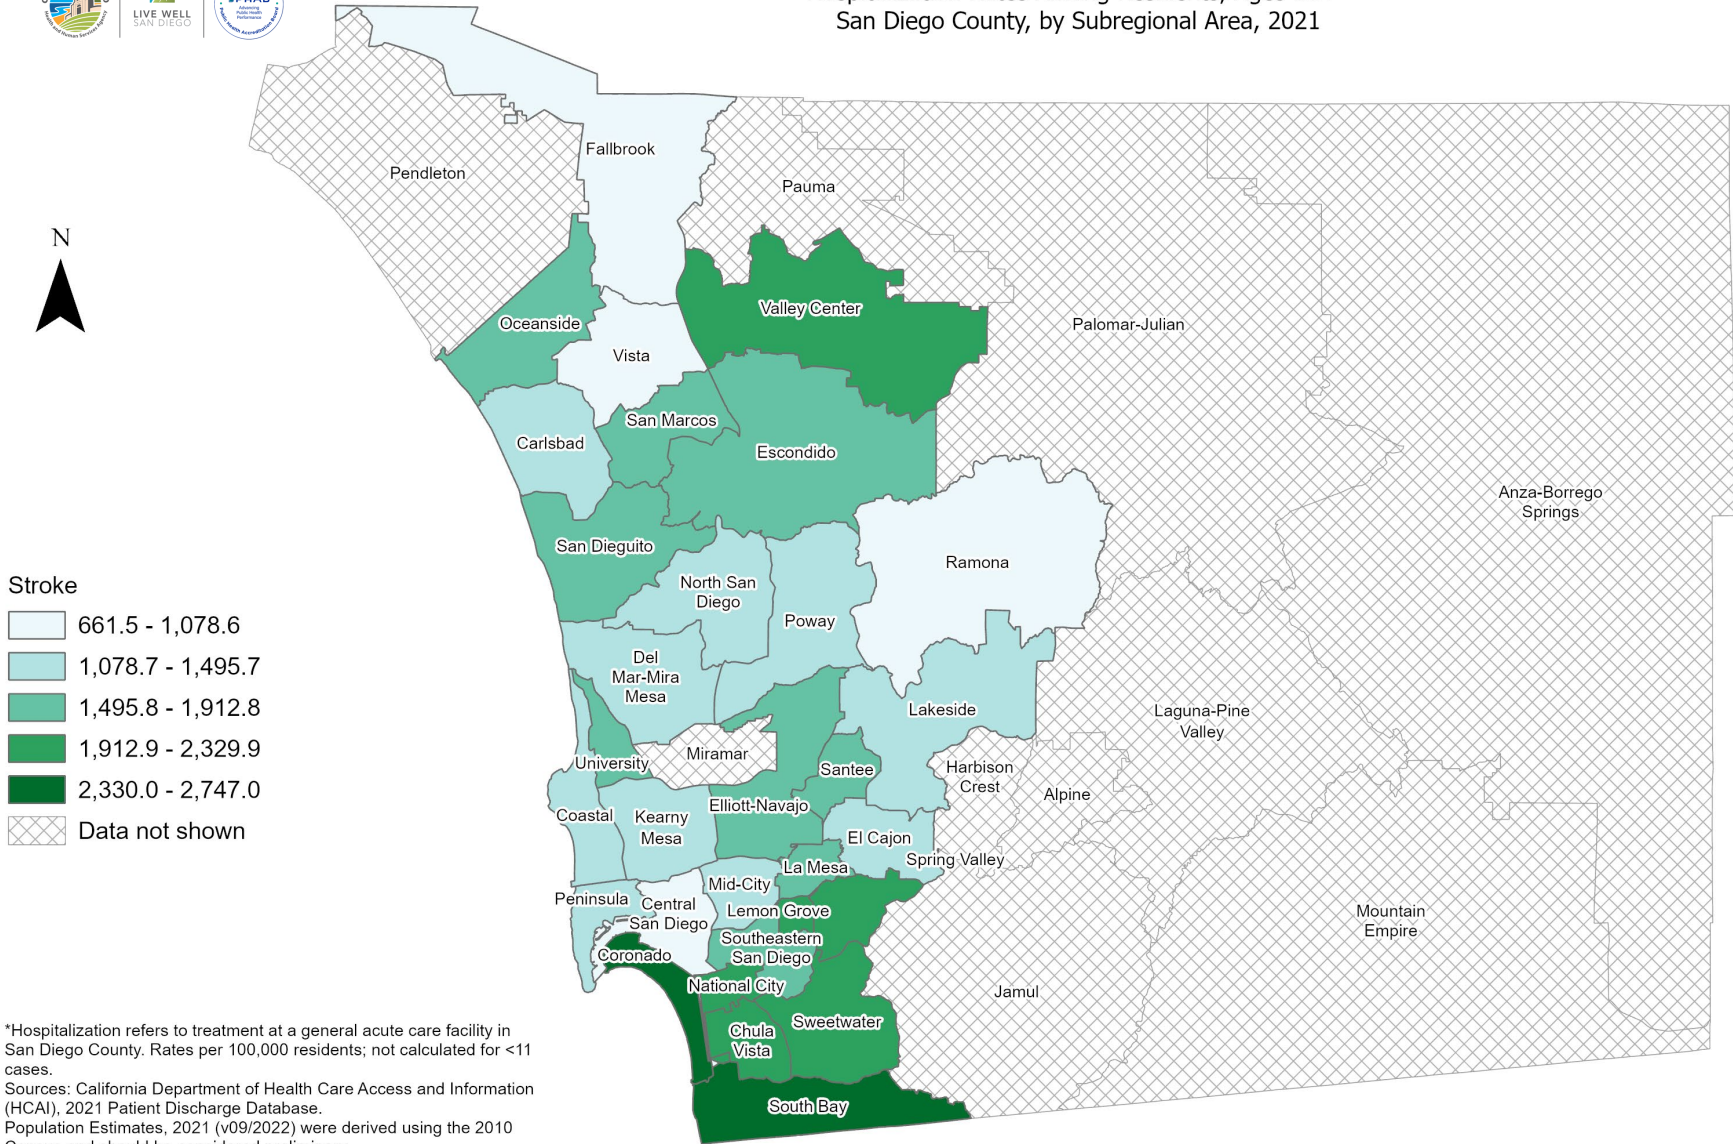 LIVE WELL
SAN DIEGO
PHAB
Advancing
Public Health
Performance
San Diego County, by Subregional Area, 2021
N
Fallbrook
Pendleton
Pauma
Valley Center
Oceanside
Palomar-Julian
Vista
San Marcos
Carlsbad
Escondido
Anza-Borrego
Springs
San Dieguito
Ramona
North San
Diego
Poway
Del
Mar-Mira
Mesa
Lakeside
Laguna-Pine
Valley
Miramar
University
Santee
Harbison
Crest
Alpine
Elliott-Navajo
Coastal
Kearny
Mesa
El Cajon
Spring Valley
La Mesa
Mid-City
Peninsula
Central
San Diego
Lemon Grove
Mountain
Empire
Southeastern
San Diego
Coronado
National City
Jamul
Sweetwater
Chula
Vista
South Bay
Stroke
661.5 - 1,078.6
1,078.7 - 1,495.7
1,495.8 - 1,912.8
1,912.9 - 2,329.9
2,330.0 - 2,747.0
Data not shown
*Hospitalization refers to treatment at a general acute care facility in
San Diego County. Rates per 100,000 residents; not calculated for <11
cases.
Sources: California Department of Health Care Access and Information
(HCAI), 2021 Patient Discharge Database.
Population Estimates, 2021 (v09/2022) were derived using the 2010